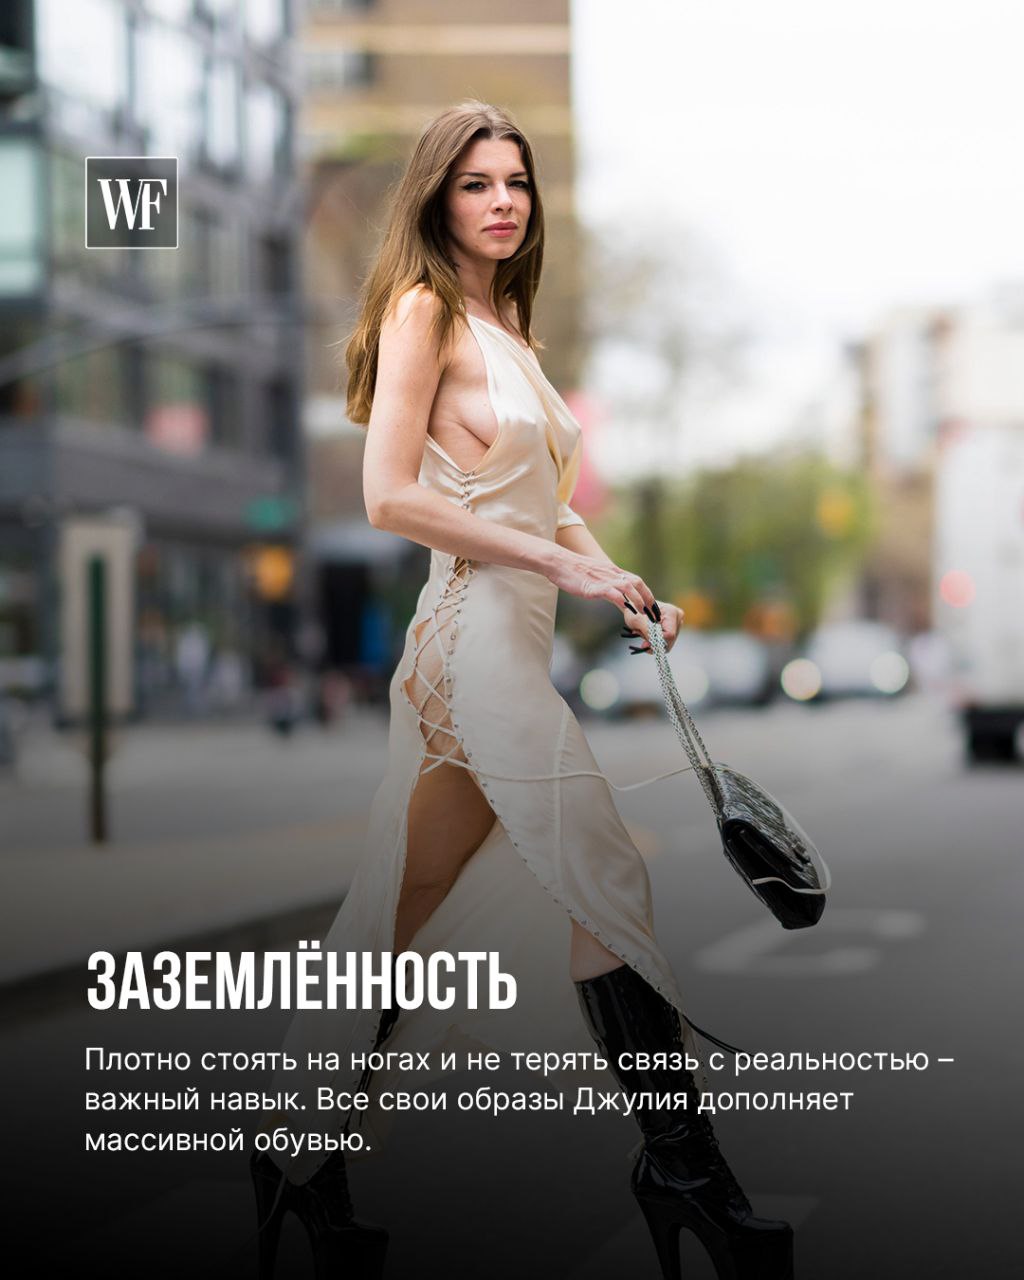 WF
ЗАЗЕМЛЁННОСТЬ
Плотно стоять на ногах и не терять связь с реальностью –
важный навык. Все свои образы Джулия дополняет
массивной обувью.